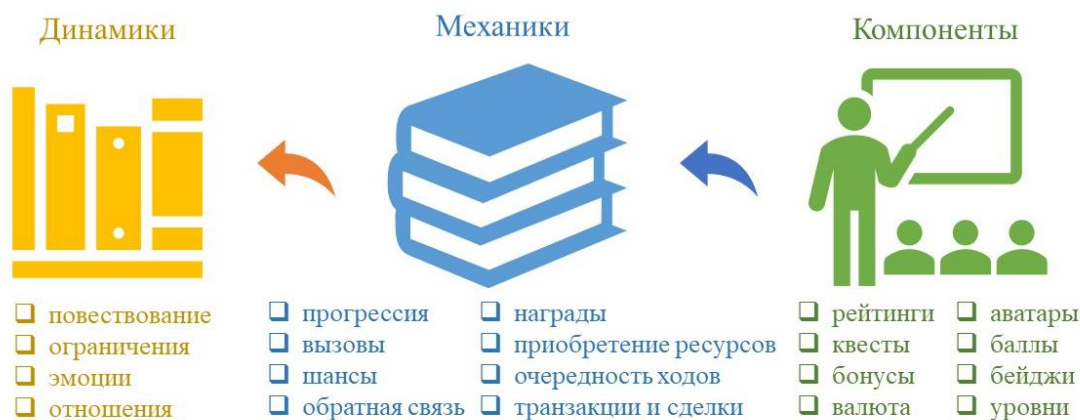 Динамики
Механики
Компоненты
❑ повествование
❑ ограничения
❑ эмоции
❑ отношения
❑ прогрессия
❑ вызовы
❑ шансы
❑ обратная связь
❑ награды
❑ приобретение ресурсов
❑ очередность ходов
❑ транзакции и сделки
❑ рейтинги
❑ квесты
❑ бонусы
❑ валюта
❑ аватары
❑ баллы
❑ бейджи
❑ уровни